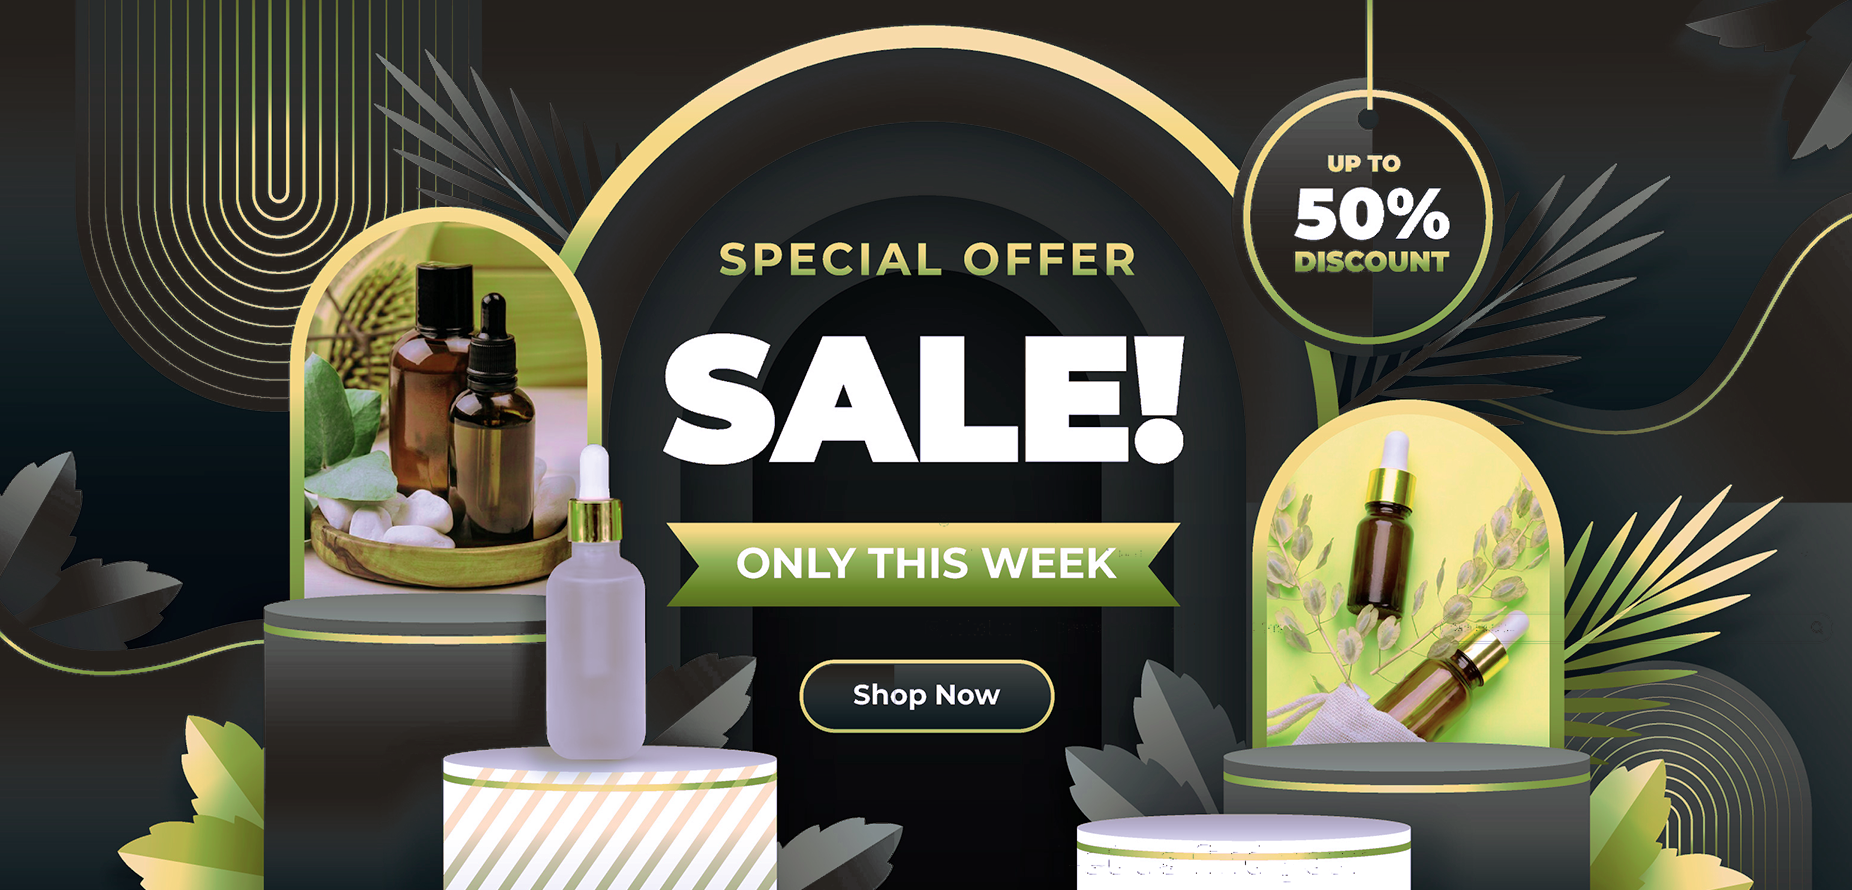 SPECIAL OFFER
SALE!
ONLY THIS WEEK
Shop Now
UP TO
50%
DISCOUNT